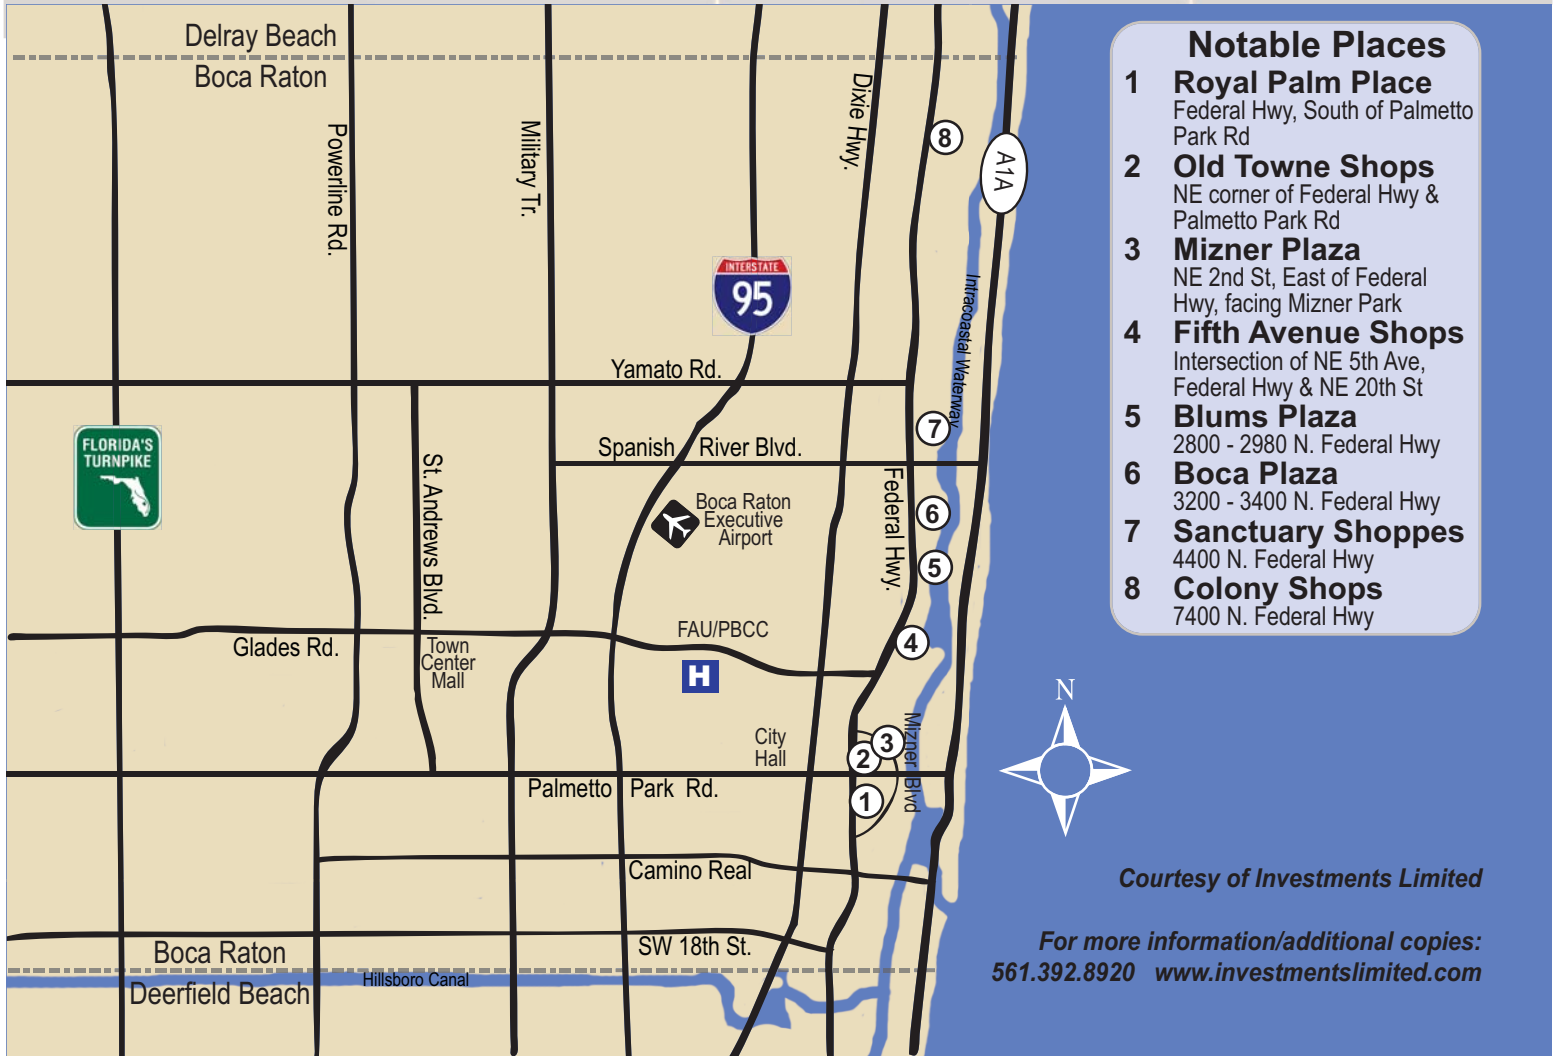 Delray Beach
Boca Raton
Powerline Rd.
Military Tr.
Dixie Hwy.
8
A1A
INTERSTATE
95
Intracoastal Waterway
Yamato Rd.
7
Spanish River Blvd.
FLORIDA'S
TURNPIKE
St. Andrews Blvd.
Boca Raton
Executive
Airport
Federal Hwy.
6
5
FAU/PBCC
4
Glades Rd.
Town
Center
Mall
H
City
Hall
3
2
Mizner Blvd
Palmetto Park Rd.
1
Camino Real
SW 18th St.
Boca Raton
Deerfield Beach
Hillsboro Canal
Notable Places
1 Royal Palm Place
Federal Hwy, South of Palmetto
Park Rd
2 Old Towne Shops
NE corner of Federal Hwy &
Palmetto Park Rd
3 Mizner Plaza
NE 2nd St, East of Federal
Hwy, facing Mizner Park
4 Fifth Avenue Shops
Intersection of NE 5th Ave,
Federal Hwy & NE 20th St
5 Blums Plaza
2800 - 2980 N. Federal Hwy
6 Boca Plaza
3200 - 3400 N. Federal Hwy
7 Sanctuary Shoppes
4400 N. Federal Hwy
8 Colony Shops
7400 N. Federal Hwy
N
Courtesy of Investments Limited
For more information/additional copies:
561.392.8920 www.investmentslimited.com